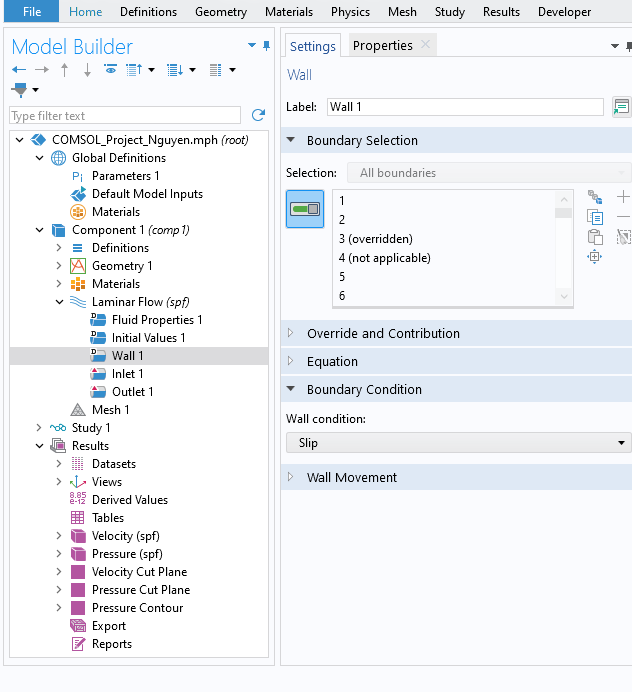 File Home Definitions Geometry Materials Physics Mesh Study Results Developer
Model Builder
Type filter text
COMSOL_Project_Nguyen.mph (root)
Global Definitions
Pi Parameters 1
Default Model Inputs
Materials
Component 1 (comp1)
Definitions
Geometry 1
Materials
Laminar Flow (spf)
D Fluid Properties 1
D Initial Values 1
D Wall 1
Inlet 1
Outlet 1
Mesh 1
Study 1
Results
Datasets
Views
8.85
e-12 Derived Values
Tables
Velocity (spf)
Pressure (spf)
Velocity Cut Plane
Pressure Cut Plane
Pressure Contour
Export
Reports
Settings Properties
Wall
Label: Wall 1
Boundary Selection
Selection: All boundaries
1
2
3 (overridden)
4 (not applicable)
5
6
Override and Contribution
Equation
Boundary Condition
Wall condition:
Slip
Wall Movement